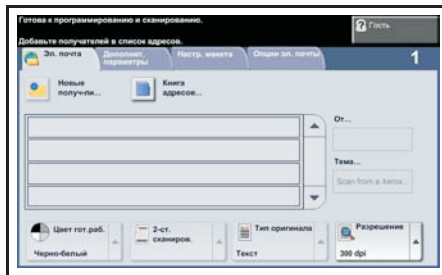 Готова к программированию и сканированию.
Гость
Добавьте получателей в список адресов.
Эл. почта
Дополнит. параметры
Настр. макета
Опции эл. почты
1
Новые получ-ли...
Книга адресов...
От...
Тема...
Scan from a Xerox...
Цвет гот.раб.
Черно-белый
2-ст. сканиров.
Тип оригинала
Текст
Разрешение
300 dpi